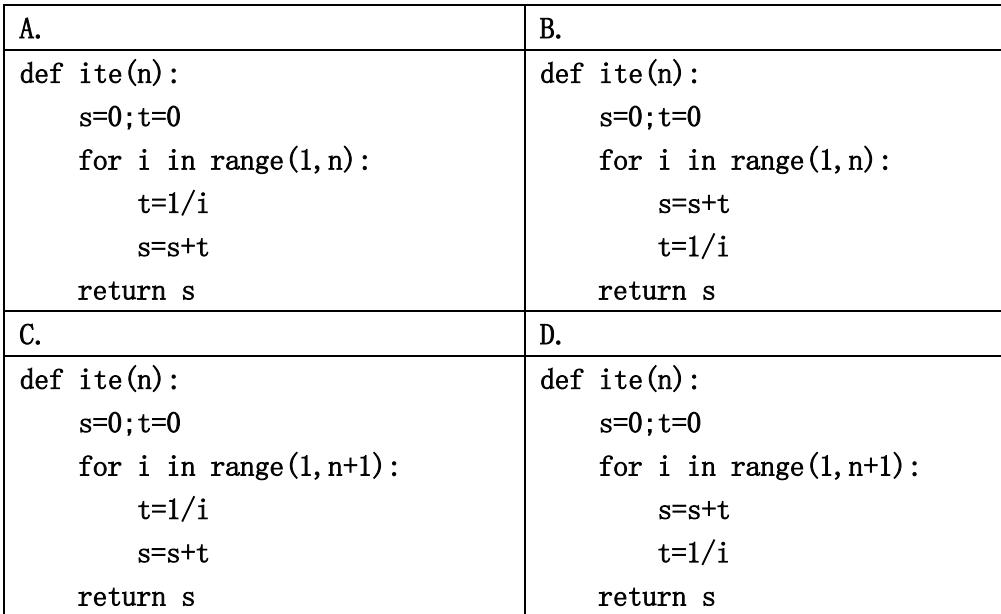 A.
def ite(n):
    s=0;t=0
    for i in range(1,n):
        t=1/i
        s=s+t
    return s
B.
def ite(n):
    s=0;t=0
    for i in range(1,n):
        s=s+t
        t=1/i
    return s
C.
def ite(n):
    s=0;t=0
    for i in range(1,n+1):
        t=1/i
        s=s+t
    return s
D.
def ite(n):
    s=0;t=0
    for i in range(1,n+1):
        s=s+t
        t=1/i
    return s